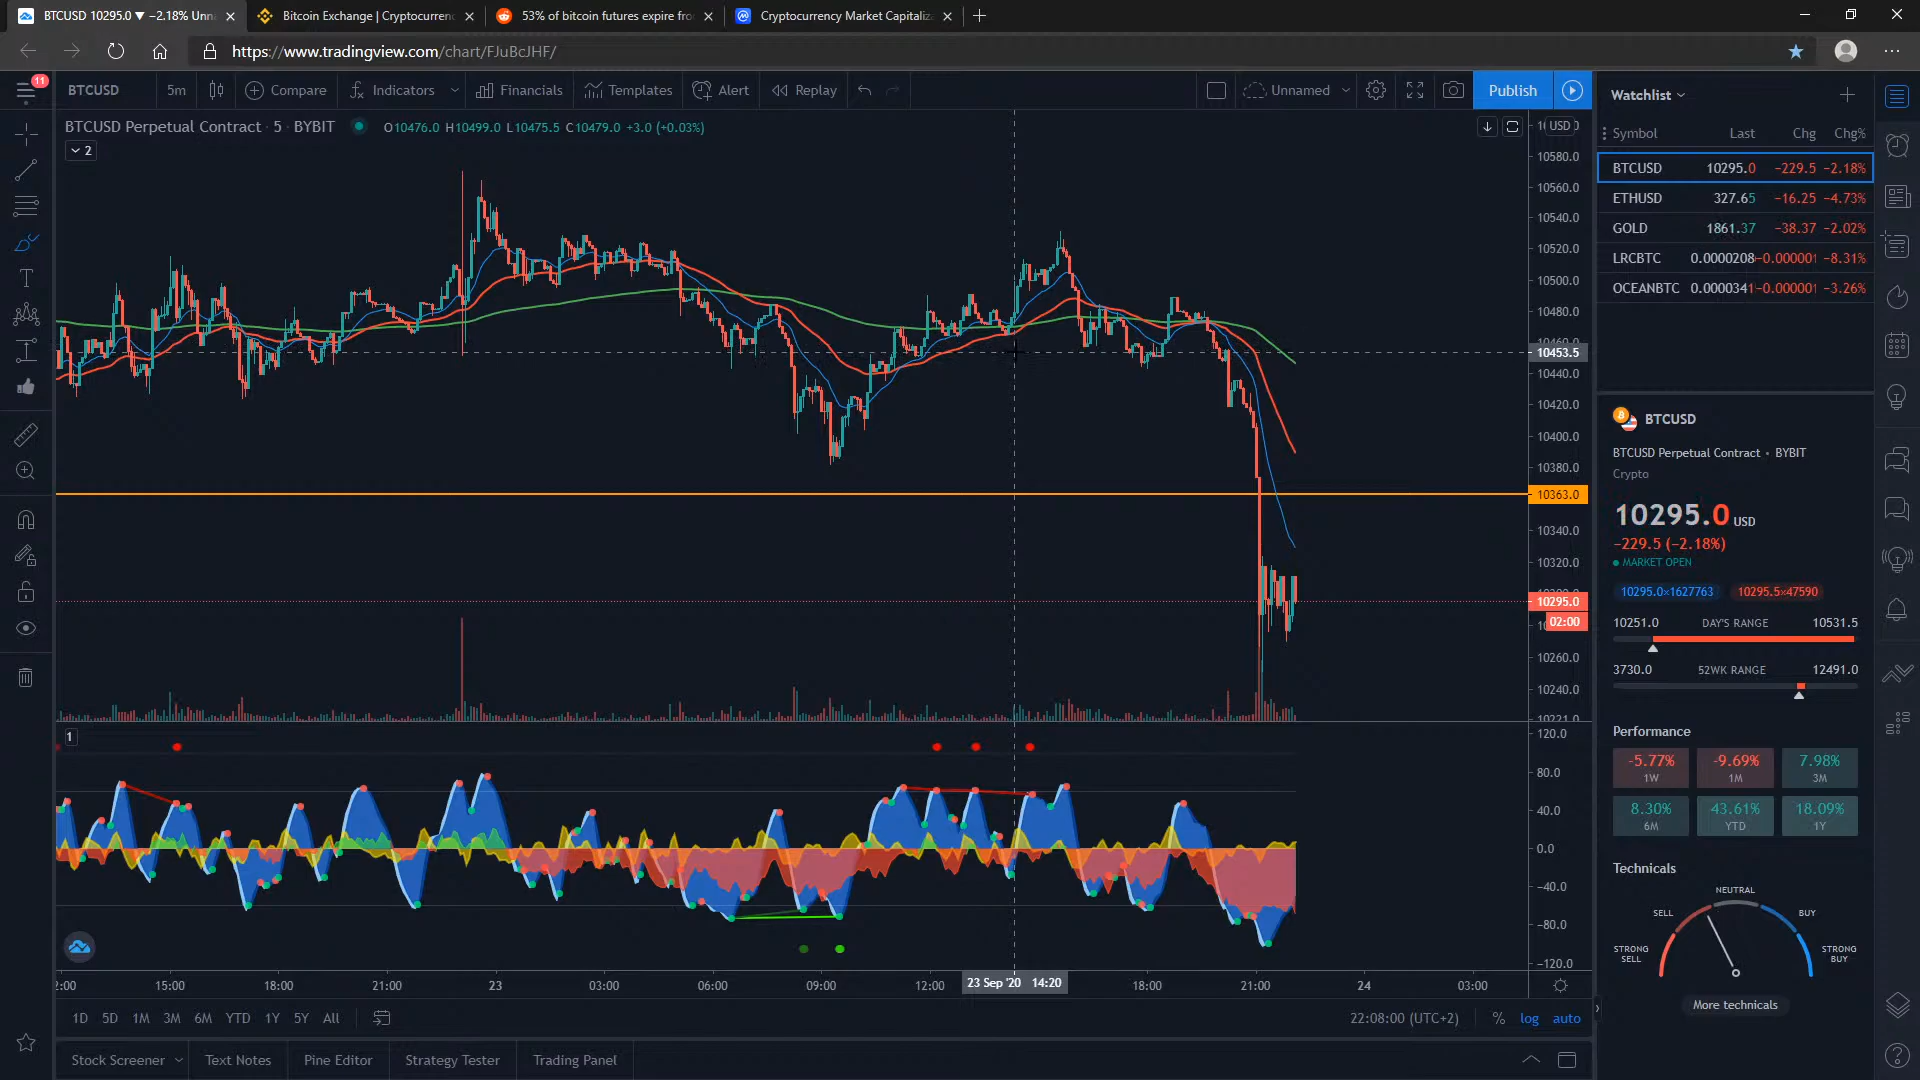 BTCUSD 10295.0 ▼ −2.18% Unn
Bitcoin Exchange | Cryptocurren
53% of bitcoin futures expire fro
Cryptocurrency Market Capitaliz
https://www.tradingview.com/chart/FJuBcJHF/
11
BTCUSD
5m
Compare
Indicators
Financials
Templates
Alert
Replay
Unnamed
Publish
BTCUSD Perpetual Contract · 5 · BYBIT
O10476.0 H10499.0 L10475.5 C10479.0 +3.0 (+0.03%)
2
USD
10580.0
10560.0
10540.0
10520.0
10500.0
10480.0
10453.5
10440.0
10420.0
10400.0
10380.0
10363.0
10340.0
10320.0
10295.0
02:00
10260.0
10240.0
10221.0
1
120.0
80.0
40.0
0.0
−40.0
−80.0
−120.0
2:00
15:00
18:00
21:00
23
03:00
06:00
09:00
12:00
23 Sep '20 14:20
18:00
21:00
24
03:00
1D 5D 1M 3M 6M YTD 1Y 5Y All
22:08:00 (UTC+2)
% log auto
Stock Screener
Text Notes
Pine Editor
Strategy Tester
Trading Panel
Watchlist
Symbol Last Chg Chg%
BTCUSD 10295.0 −229.5 −2.18%
ETHUSD 327.65 −16.25 −4.73%
GOLD 1861.37 −38.37 −2.02%
LRCBTC 0.0000208 −0.000001 −8.31%
OCEANBTC 0.0000341 −0.000001 −3.26%
BTCUSD
BTCUSD Perpetual Contract • BYBIT
Crypto
10295.0 USD
−229.5 (−2.18%)
MARKET OPEN
10295.0×1627763 10295.5×47590
10251.0 DAY'S RANGE 10531.5
3730.0 52WK RANGE 12491.0
Performance
-5.77% -9.69% 7.98%
1W 1M 3M
8.30% 43.61% 18.09%
6M YTD 1Y
Technicals
NEUTRAL
SELL BUY
STRONG SELL
STRONG BUY
More technicals